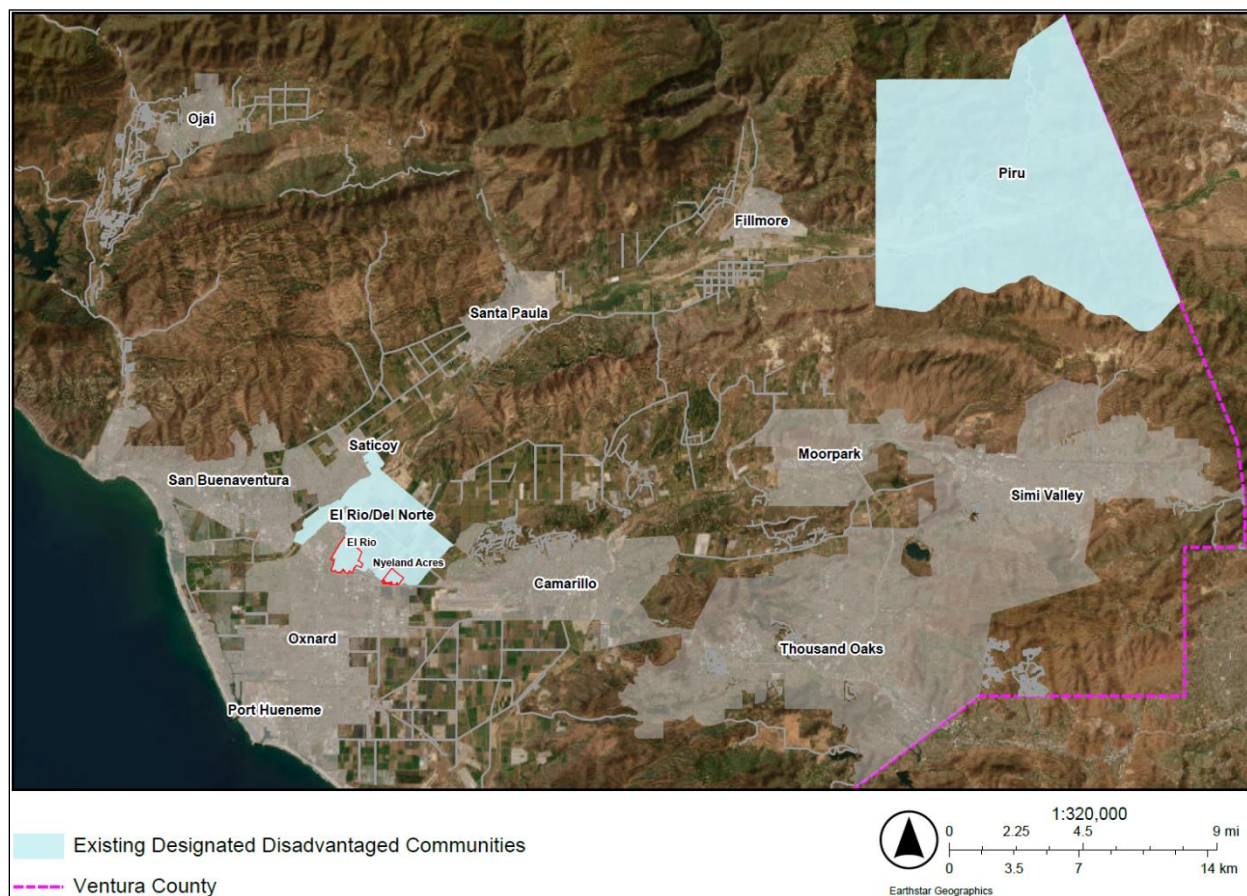 Ojai
Piru
Fillmore
Santa Paula
Saticoy
Moorpark
San Buenaventura
Simi Valley
El Rio/Del Norte
El Rio
Nyeland Acres
Camarillo
Oxnard
Thousand Oaks
Port Hueneme
Existing Designated Disadvantaged Communities
Ventura County
1:320,000
0 2.25 4.5 9 mi
0 3.5 7 14 km
Earthstar Geographics